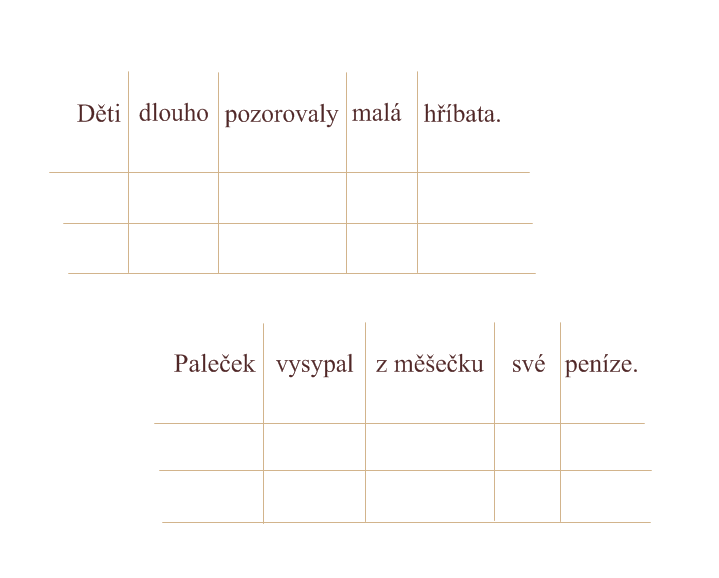 Děti dlouho pozorovaly malá hříbata.
Paleček vysypal z měšečku své peníze.